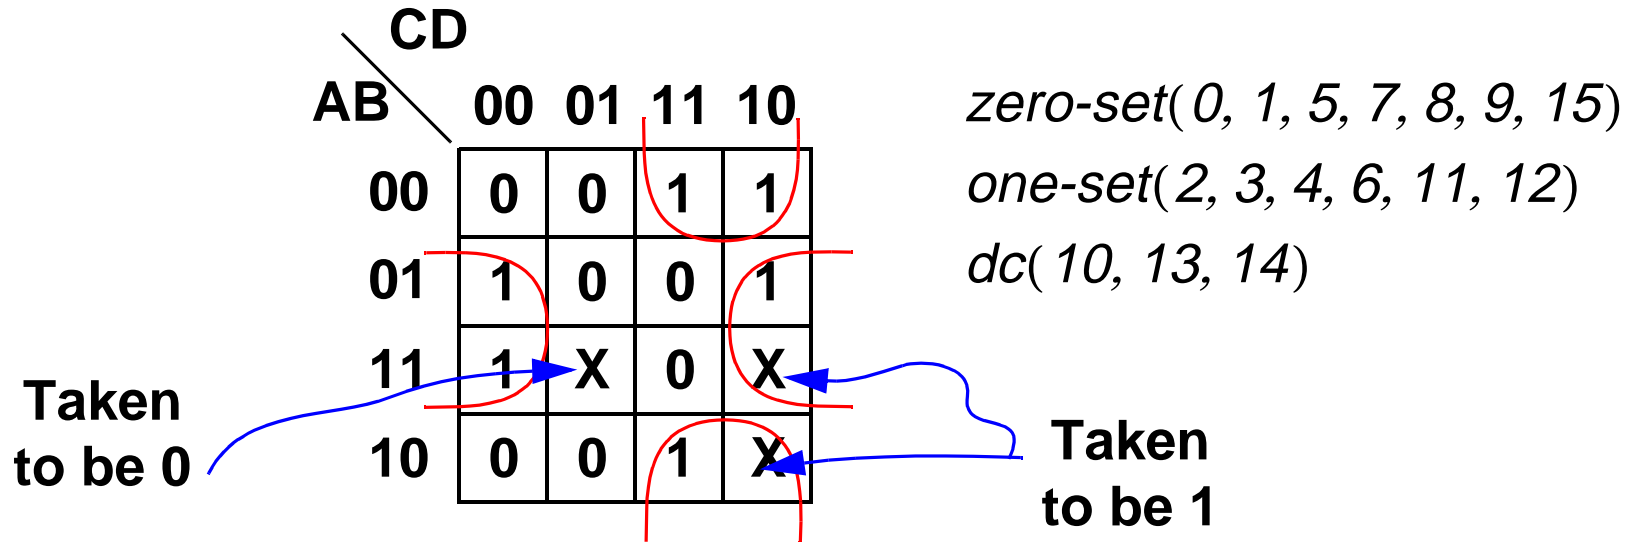 CD
AB
00 01 11 10
00 0 0 1 1
01 1 0 0 1
11 1 X 0 X
10 0 0 1 X
Taken
to be 0
Taken
to be 1
zero-set(0, 1, 5, 7, 8, 9, 15)
one-set(2, 3, 4, 6, 11, 12)
dc(10, 13, 14)